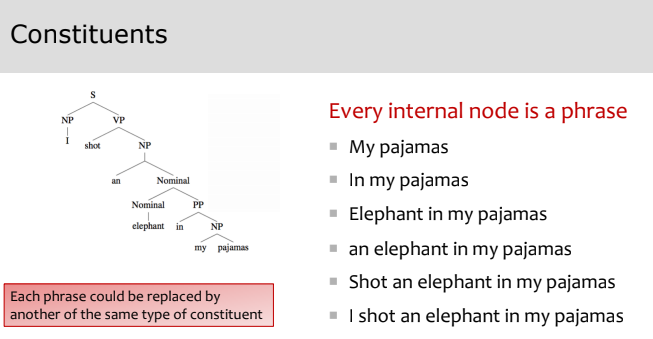 Constituents
S
NP VP
I shot NP
an Nominal
Nominal PP
elephant in NP
my pajamas
Each phrase could be replaced by
another of the same type of constituent
Every internal node is a phrase
My pajamas
In my pajamas
Elephant in my pajamas
an elephant in my pajamas
Shot an elephant in my pajamas
I shot an elephant in my pajamas